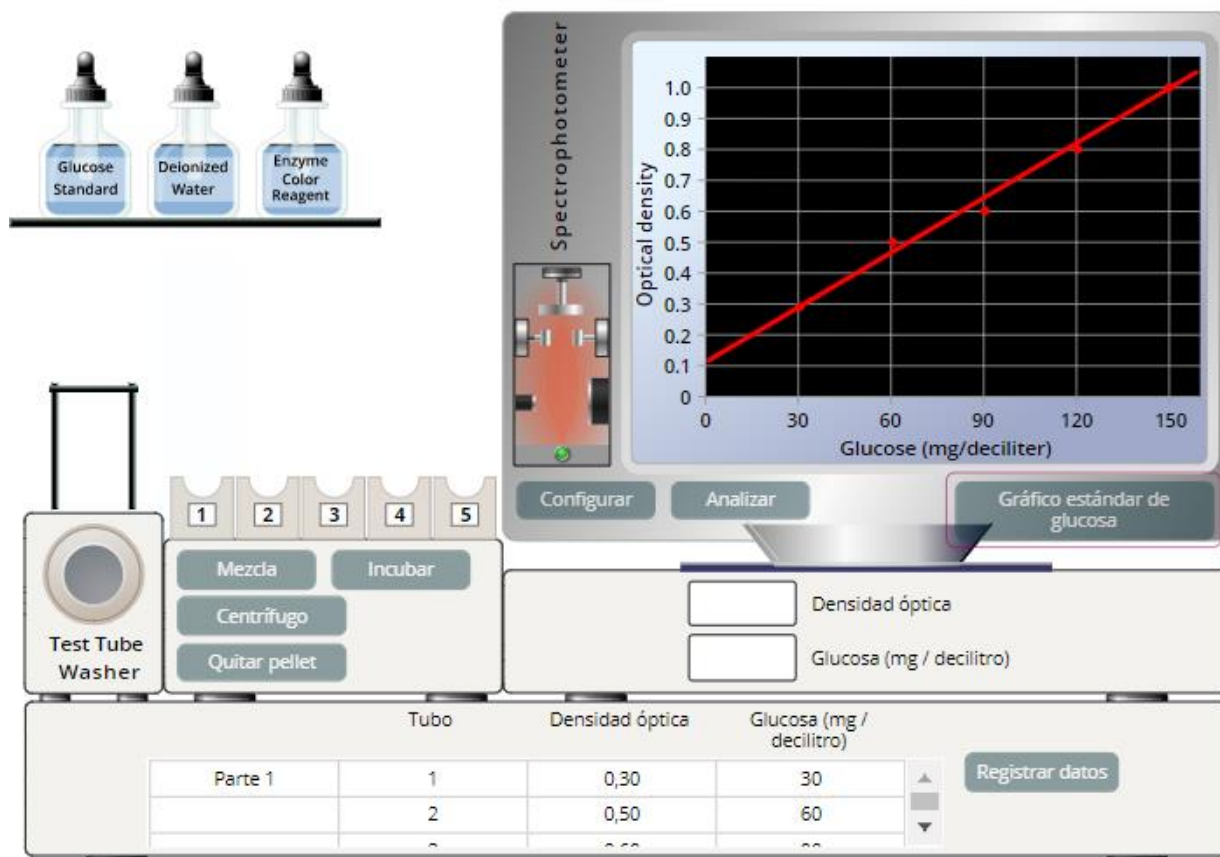 Glucose
Standard
Deionized
Water
Enzyme
Color
Reagent
Spectrophotometer
Optical density
1.0
0.9
0.8
0.7
0.6
0.5
0.4
0.3
0.2
0.1
0
0 30 60 90 120 150
Glucose (mg/deciliter)
Configurar
Analizar
Gráfico estándar de
glucosa
1 2 3 4 5
Mezcla
Incubar
Centrífugo
Quitar pellet
Test Tube
Washer
Densidad óptica
Glucosa (mg / decilitro)
Tubo Densidad óptica Glucosa (mg /
decilitro)
Parte 1 1 0,30 30
2 0,50 60
Registrar datos